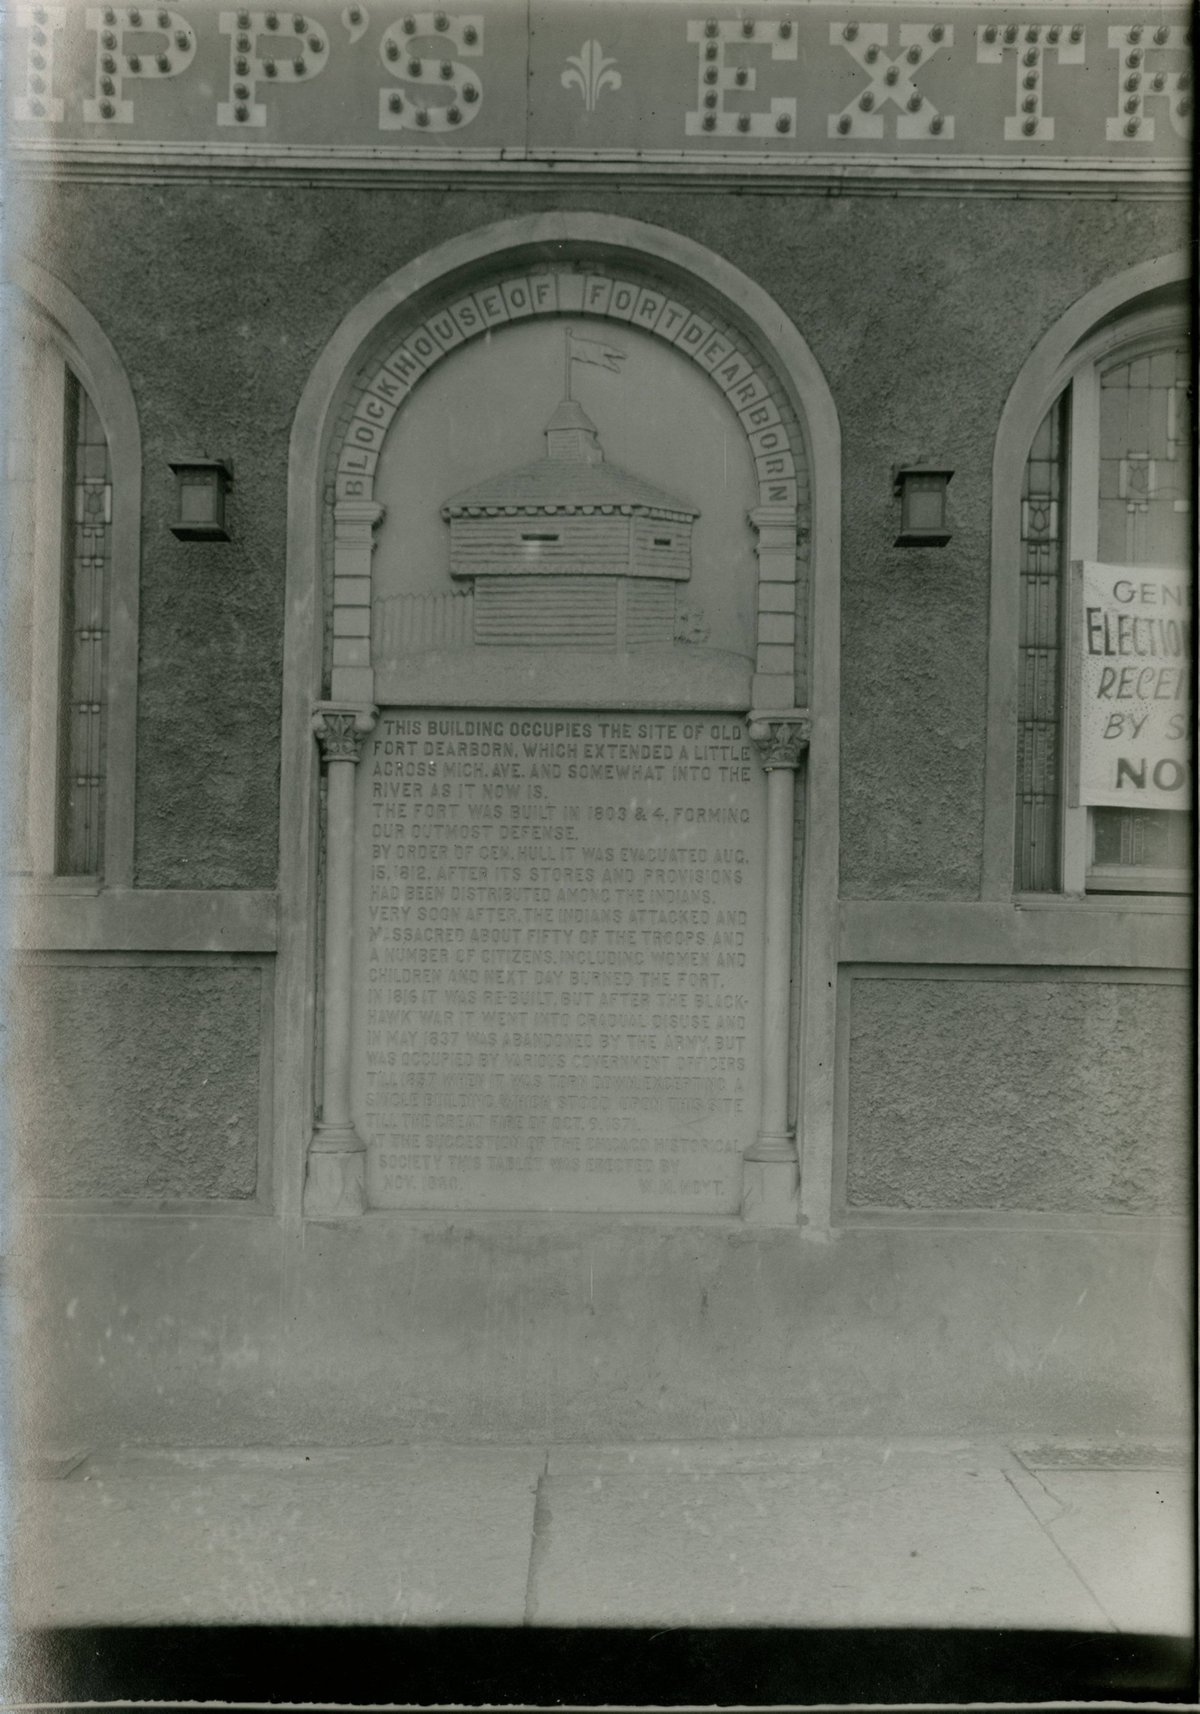 IPP'S EXTR
BLOCKHOUSE OF FORT DEARBORN
THIS BUILDING OCCUPIES THE SITE OF OLD
FORT DEARBORN, WHICH EXTENDED A LITTLE
ACROSS MICH. AVE. AND SOMEWHAT INTO THE
RIVER AS IT NOW IS.
THE FORT WAS BUILT IN 1803 & 4, FORMING
OUR OUTMOST DEFENSE.
BY ORDER OF GEN. HULL IT WAS EVACUATED AUG.
15, 1812, AFTER ITS STORES AND PROVISIONS
HAD BEEN DISTRIBUTED AMONG THE INDIANS.
VERY SOON AFTER, THE INDIANS ATTACKED AND
MASSACRED ABOUT FIFTY OF THE TROOPS AND
A NUMBER OF CITIZENS, INCLUDING WOMEN AND
CHILDREN AND NEXT DAY BURNED THE FORT.
IN 1816 IT WAS RE-BUILT, BUT AFTER THE BLACK-
HAWK WAR IT WENT INTO GRADUAL DISUSE AND
IN MAY 1837 WAS ABANDONED BY THE ARMY, BUT
WAS OCCUPIED BY VARIOUS GOVERNMENT OFFICERS
TILL 1857 WHEN IT WAS TORN DOWN, EXCEPTING A
SINGLE BUILDING, WHICH STOOD UPON THIS SITE
TILL THE GREAT FIRE OF OCT. 9, 1871.
AT THE SUGGESTION OF THE CHICAGO HISTORICAL
SOCIETY THIS TABLET WAS ERECTED BY
NOV. 1880. W. M. HOYT.
GEN
ELECTION
RECEI
BY S
NO